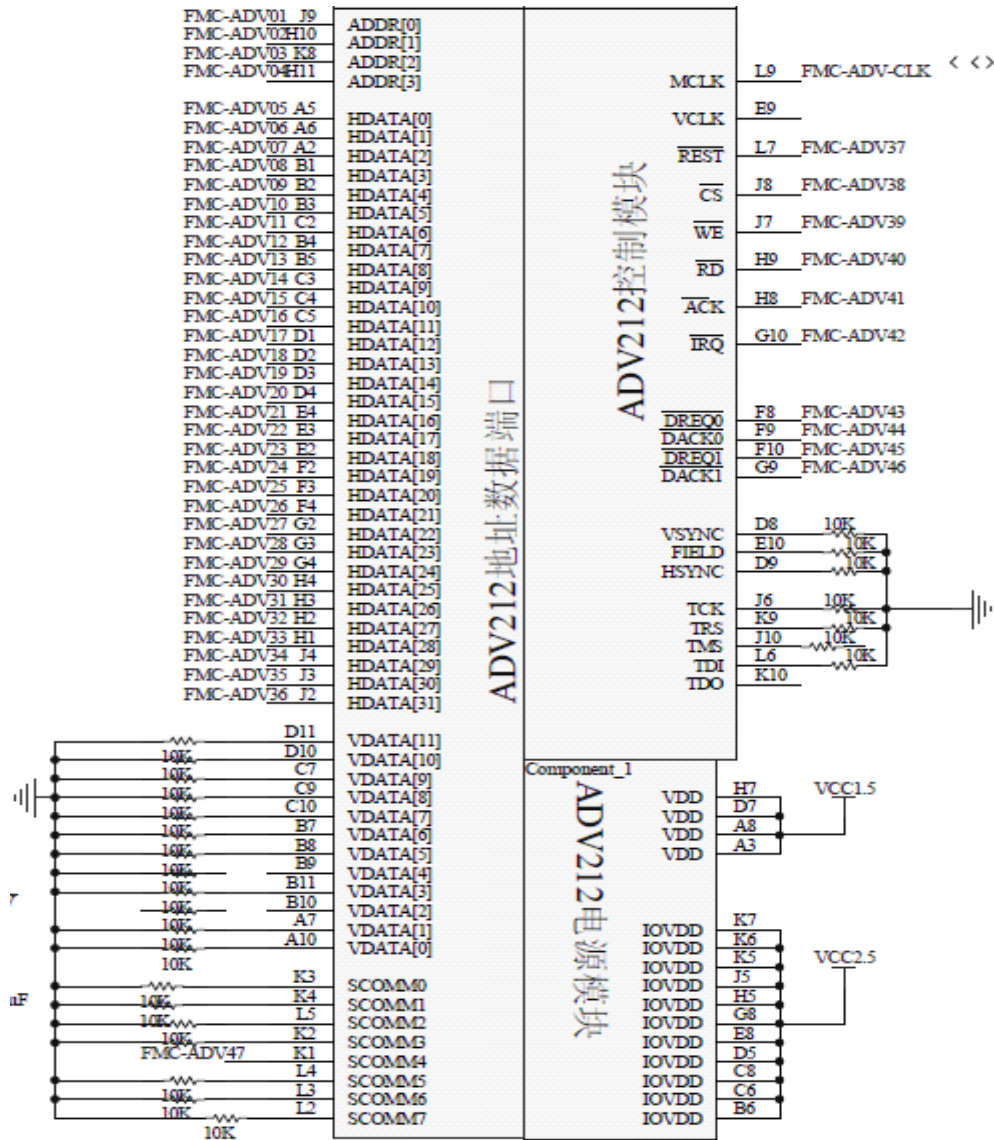 FMC-ADV01 J9 ADDR[0]
FMC-ADV02 H10 ADDR[1]
FMC-ADV03 K8 ADDR[2]
FMC-ADV04 H11 ADDR[3]
FMC-ADV05 A5 HDATA[0]
FMC-ADV06 A6 HDATA[1]
FMC-ADV07 A2 HDATA[2]
FMC-ADV08 B1 HDATA[3]
FMC-ADV09 B2 HDATA[4]
FMC-ADV10 B3 HDATA[5]
FMC-ADV11 C2 HDATA[6]
FMC-ADV12 B4 HDATA[7]
FMC-ADV13 B5 HDATA[8]
FMC-ADV14 C3 HDATA[9]
FMC-ADV15 C4 HDATA[10]
FMC-ADV16 C5 HDATA[11]
FMC-ADV17 D1 HDATA[12]
FMC-ADV18 D2 HDATA[13]
FMC-ADV19 D3 HDATA[14]
FMC-ADV20 D4 HDATA[15]
FMC-ADV21 E4 HDATA[16]
FMC-ADV22 E3 HDATA[17]
FMC-ADV23 E2 HDATA[18]
FMC-ADV24 F2 HDATA[19]
FMC-ADV25 F3 HDATA[20]
FMC-ADV26 F4 HDATA[21]
FMC-ADV27 G2 HDATA[22]
FMC-ADV28 G3 HDATA[23]
FMC-ADV29 G4 HDATA[24]
FMC-ADV30 H4 HDATA[25]
FMC-ADV31 H3 HDATA[26]
FMC-ADV32 H2 HDATA[27]
FMC-ADV33 H1 HDATA[28]
FMC-ADV34 J4 HDATA[29]
FMC-ADV35 J3 HDATA[30]
FMC-ADV36 J2 HDATA[31]
D11 VDATA[11]
10K D10 VDATA[10]
10K C7 VDATA[9]
10K C9 VDATA[8]
10K C10 VDATA[7]
10K B7 VDATA[6]
10K B8 VDATA[5]
10K B9 VDATA[4]
10K B11 VDATA[3]
10K B10 VDATA[2]
10K A7 VDATA[1]
10K A10 VDATA[0]
10K
K3 SCOMM0
10K K4 SCOMM1
10K L5 SCOMM2
10K K2 SCOMM3
FMC-ADV47 K1 SCOMM4
L4 SCOMM5
10K L3 SCOMM6
10K L2 SCOMM7
10K
ADV212地址数据端口
ADV212控制模块
MCLK L9 FMC-ADV-CLK < <>
VCLK E9
REST L7 FMC-ADV37
CS J8 FMC-ADV38
WE J7 FMC-ADV39
RD H9 FMC-ADV40
ACK H8 FMC-ADV41
IRQ G10 FMC-ADV42
DREQ0 F8 FMC-ADV43
DACK0 F9 FMC-ADV44
DREQ1 F10 FMC-ADV45
DACK1 G9 FMC-ADV46
VSYNC D8 10K
FIELD E10 10K
HSYNC D9 10K
TCK J6 10K
TRS K9 10K
TMS J10 10K
TDI L6 10K
TDO K10
Component_1
ADV212电源模块
VDD H7 VCC1.5
VDD D7
VDD A8
VDD A3
IOVDD K7
IOVDD K6
IOVDD K5 VCC2.5
IOVDD J5
IOVDD H5
IOVDD G8
IOVDD E8
IOVDD D5
IOVDD C8
IOVDD C6
IOVDD B6